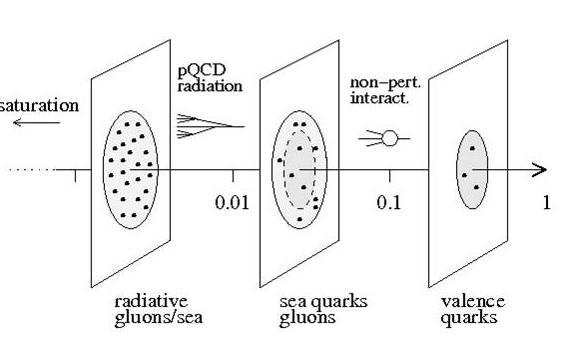 pQCD
radiation
non-pert.
interact.
saturation
0.01
0.1
1
radiative
gluons/sea
sea quarks
gluons
valence
quarks